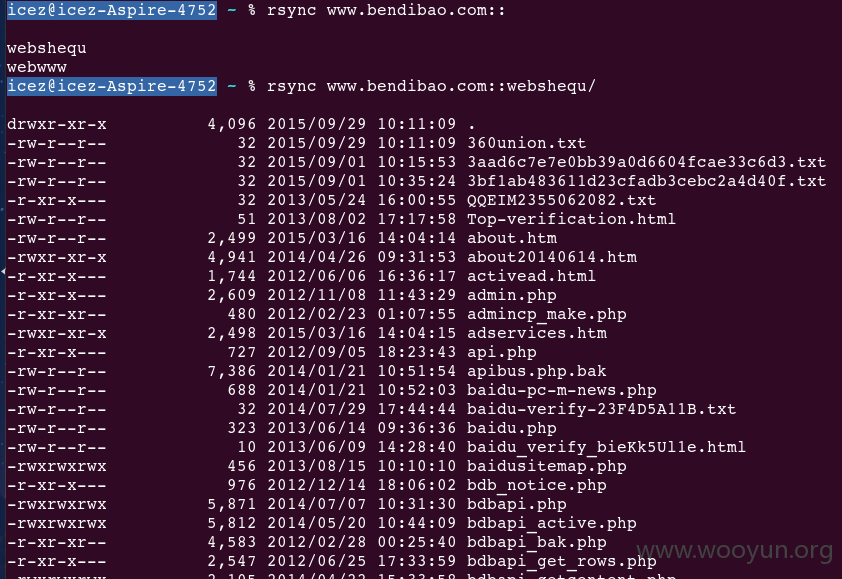 icez@icez-Aspire-4752 ~ % rsync www.bendibao.com::
webshequ
webwww
icez@icez-Aspire-4752 ~ % rsync www.bendibao.com::webshequ/
drwxr-xr-x 4,096 2015/09/29 10:11:09 .
-rw-r--r-- 32 2015/09/29 10:11:09 360union.txt
-rw-r--r-- 32 2015/09/01 10:15:53 3aad6c7e7e0bb39a0d6604fcae33c6d3.txt
-rw-r--r-- 32 2015/09/01 10:35:24 3bf1ab483611d23cfadb3cebc2a4d40f.txt
-r-xr-x--- 32 2013/05/24 16:00:55 QQEIM2355062082.txt
-rw-r--r-- 51 2013/08/02 17:17:58 Top-verification.html
-rw-r--r-- 2,499 2015/03/16 14:04:14 about.htm
-rwxr-xr-x 4,941 2014/04/26 09:31:53 about20140614.htm
-r-xr-x--- 1,744 2012/06/06 16:36:17 activead.html
-r-xr-x--- 2,609 2012/11/08 11:43:29 admin.php
-r-xr-xr-- 480 2012/02/23 01:07:55 admincp_make.php
-rwxr-xr-x 2,498 2015/03/16 14:04:15 adservices.htm
-r-xr-x--- 727 2012/09/05 18:23:43 api.php
-rw-r--r-- 7,386 2014/01/21 10:51:54 apibus.php.bak
-rw-r--r-- 688 2014/01/21 10:52:03 baidu-pc-m-news.php
-rw-r--r-- 32 2014/07/29 17:44:44 baidu-verify-23F4D5A11B.txt
-rw-r--r-- 323 2013/06/14 09:36:36 baidu.php
-rw-r--r-- 10 2013/06/09 14:28:40 baidu_verify_bieKk5Ul1e.html
-rwxrwxrwx 456 2013/08/15 10:10:10 baidusitemap.php
-r-xr-x--- 976 2012/12/14 18:06:02 bdb_notice.php
-rwxrwxrwx 5,871 2014/07/07 10:31:30 bdbapi.php
-rwxrwxrwx 5,812 2014/05/20 10:44:09 bdbapi_active.php
-r-xr-xr-- 4,583 2012/02/28 00:25:40 bdbapi_bak.php
-r-xr-x--- 2,547 2012/06/25 17:33:59 bdbapi_get_rows.php
www.wooyun.org